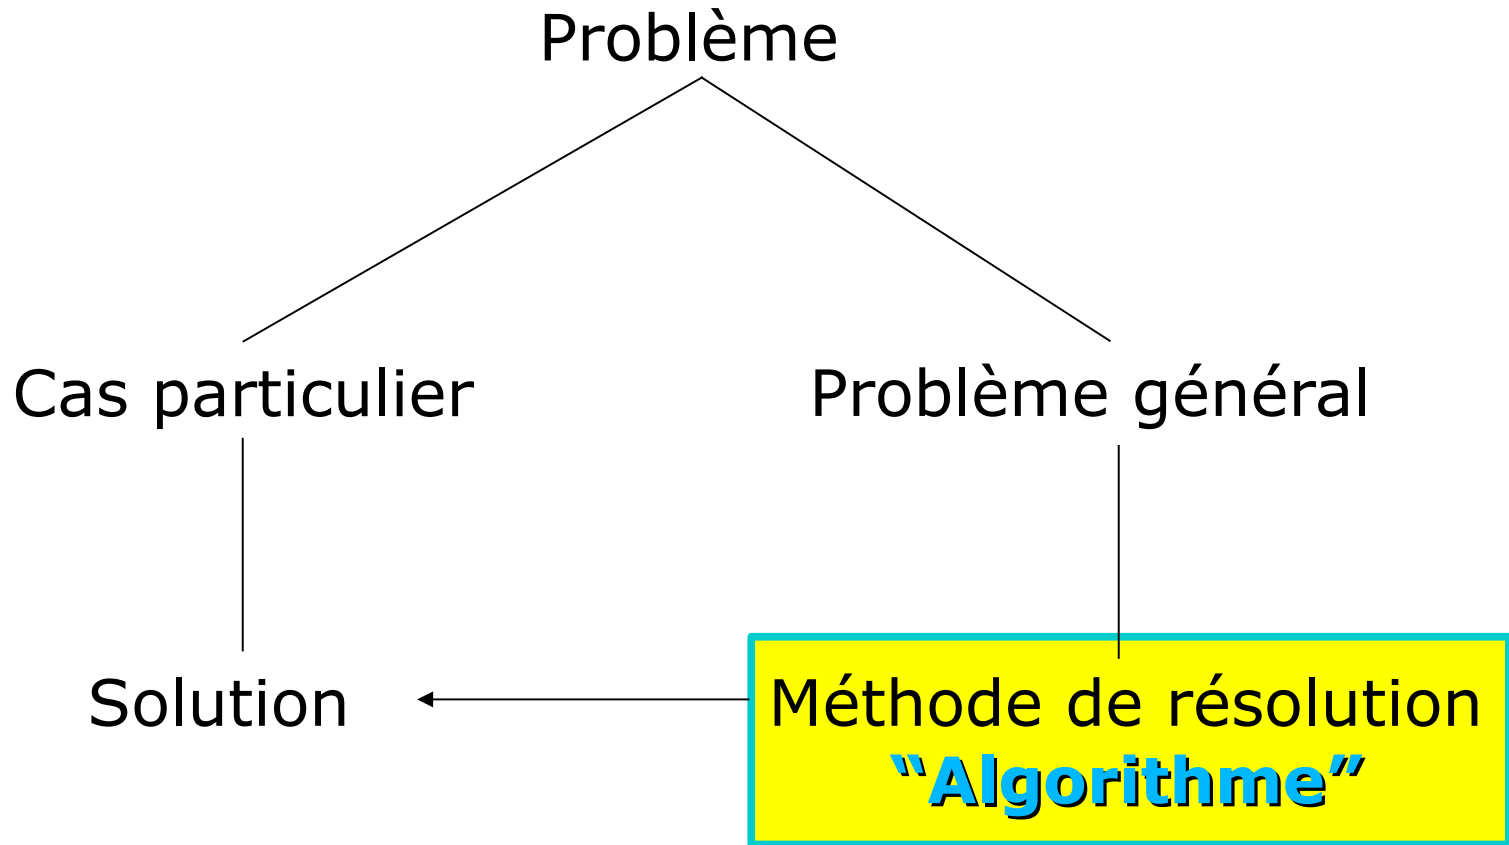 Problème
Cas particulier
Problème général
Solution
Méthode de résolution
“Algorithme”